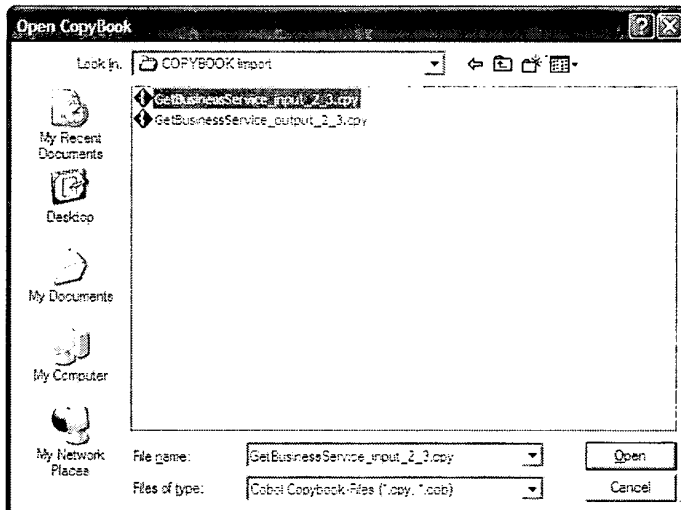 Open CopyBook
Look in:
COPYBOOK Import
GetBusinessService_input_2_3.cpy
GetBusinessService_output_2_3.cpy
My Recent
Documents
Desktop
My Documents
My Computer
My Network
Places
File name:
GetBusinessService_input_2_3.cpy
Open
Files of type:
Cobol Copybook-Files (*.cpy, *.cob)
Cancel